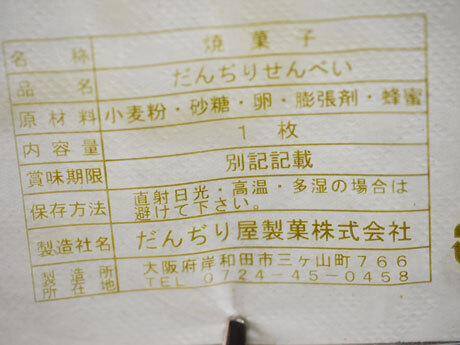 名称 焼菓子
品名 だんぢりせんべい
原材料 小麦粉・砂糖・卵・膨張剤・蜂蜜
内容量 1枚
賞味期限 別記記載
保存方法 直射日光・高温・多湿の場合は
避けて下さい。
製造社名 だんぢり屋製菓株式会社
製造所
所在地 大阪府岸和田市三ヶ山町766
TEL 0724-45-0458